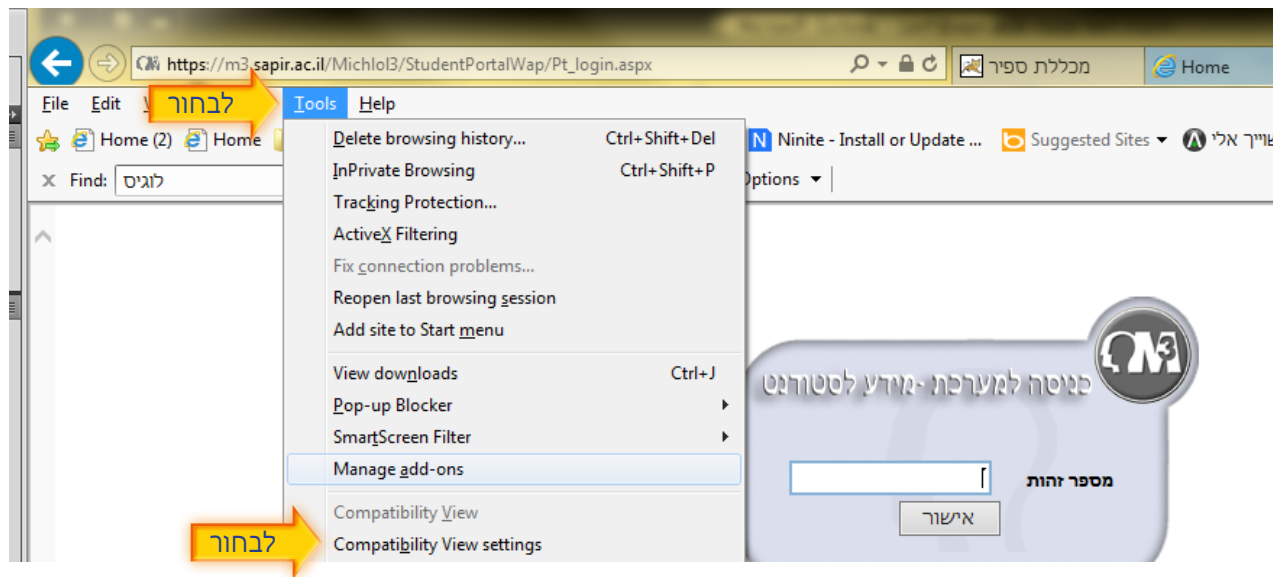 https://m3.sapir.ac.il/Michlol3/StudentPortalWap/Pt_login.aspx
מכללת ספיר
Home
File Edit לבחור Tools Help
Home (2) Home
Ninite - Install or Update ... Suggested Sites שוייך אלי
Find: לוגיס
Options
Delete browsing history... Ctrl+Shift+Del
InPrivate Browsing Ctrl+Shift+P
Tracking Protection...
ActiveX Filtering
Fix connection problems...
Reopen last browsing session
Add site to Start menu
View downloads Ctrl+J
Pop-up Blocker
SmartScreen Filter
Manage add-ons
Compatibility View
לבחור Compatibility View settings
M3
כניסה למערכת -מידע לסטודנט
מספר זהות
אישור